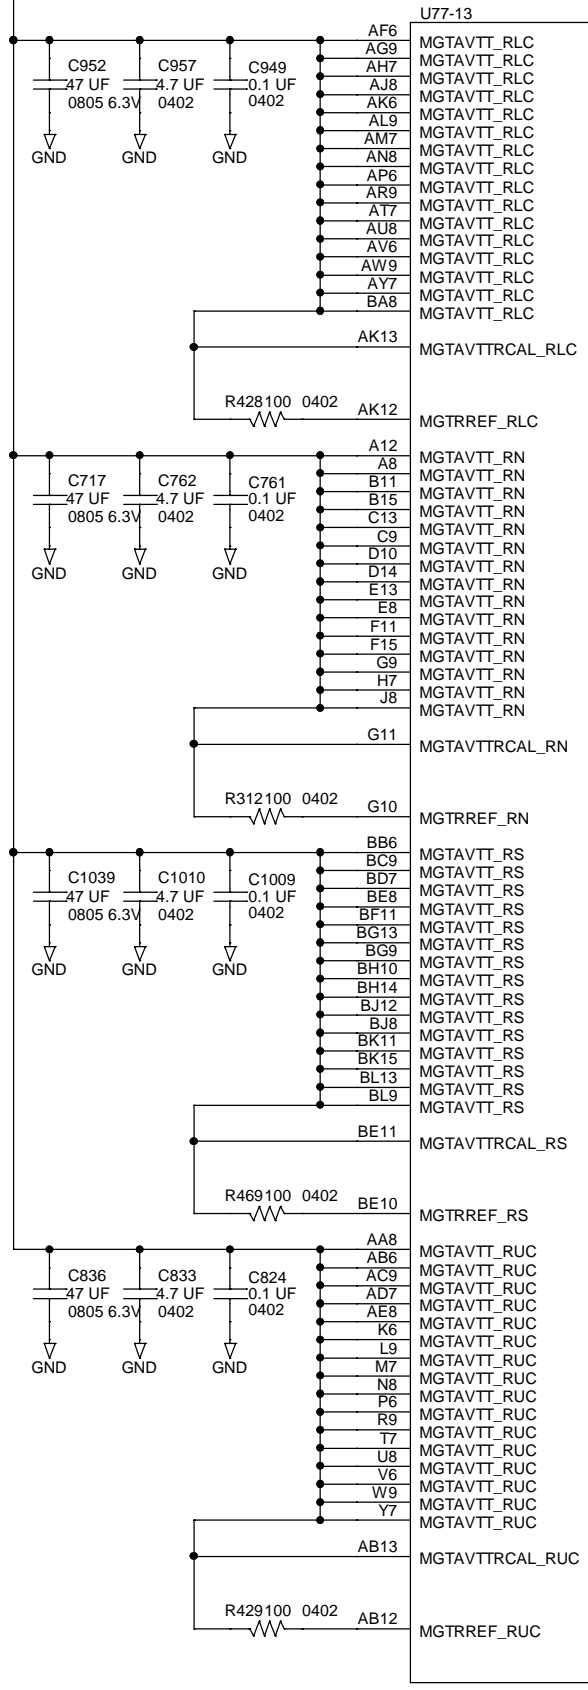 U77-13
AF6 MGTAVTT_RLC
AG9 MGTAVTT_RLC
AH7 MGTAVTT_RLC
AJ8 MGTAVTT_RLC
AK6 MGTAVTT_RLC
AL9 MGTAVTT_RLC
AM7 MGTAVTT_RLC
AN8 MGTAVTT_RLC
AP6 MGTAVTT_RLC
AR9 MGTAVTT_RLC
AT7 MGTAVTT_RLC
AU8 MGTAVTT_RLC
AV6 MGTAVTT_RLC
AW9 MGTAVTT_RLC
AY7 MGTAVTT_RLC
BA8 MGTAVTT_RLC
C952 C957 C949
47 UF 4.7 UF 0.1 UF
0805 6.3V 0402 0402
GND GND GND
AK13 MGTAVTTRCAL_RLC
R428 100 0402 AK12 MGTRREF_RLC
A12 MGTAVTT_RN
A8 MGTAVTT_RN
B11 MGTAVTT_RN
B15 MGTAVTT_RN
C13 MGTAVTT_RN
C9 MGTAVTT_RN
D10 MGTAVTT_RN
D14 MGTAVTT_RN
E13 MGTAVTT_RN
E8 MGTAVTT_RN
F11 MGTAVTT_RN
F15 MGTAVTT_RN
G9 MGTAVTT_RN
H7 MGTAVTT_RN
J8 MGTAVTT_RN
C717 C762 C761
47 UF 4.7 UF 0.1 UF
0805 6.3V 0402 0402
GND GND GND
G11 MGTAVTTRCAL_RN
R312 100 0402 G10 MGTRREF_RN
BB6 MGTAVTT_RS
BC9 MGTAVTT_RS
BD7 MGTAVTT_RS
BE8 MGTAVTT_RS
BF11 MGTAVTT_RS
BG13 MGTAVTT_RS
BG9 MGTAVTT_RS
BH10 MGTAVTT_RS
BH14 MGTAVTT_RS
BJ12 MGTAVTT_RS
BJ8 MGTAVTT_RS
BK11 MGTAVTT_RS
BK15 MGTAVTT_RS
BL13 MGTAVTT_RS
BL9 MGTAVTT_RS
C1039 C1010 C1009
47 UF 4.7 UF 0.1 UF
0805 6.3V 0402 0402
GND GND GND
BE11 MGTAVTTRCAL_RS
R469 100 0402 BE10 MGTRREF_RS
AA8 MGTAVTT_RUC
AB6 MGTAVTT_RUC
AC9 MGTAVTT_RUC
AD7 MGTAVTT_RUC
AE8 MGTAVTT_RUC
K6 MGTAVTT_RUC
L9 MGTAVTT_RUC
M7 MGTAVTT_RUC
N8 MGTAVTT_RUC
P6 MGTAVTT_RUC
R9 MGTAVTT_RUC
T7 MGTAVTT_RUC
U8 MGTAVTT_RUC
V6 MGTAVTT_RUC
W9 MGTAVTT_RUC
Y7 MGTAVTT_RUC
C836 C833 C824
47 UF 4.7 UF 0.1 UF
0805 6.3V 0402 0402
GND GND GND
AB13 MGTAVTTRCAL_RUC
R429 100 0402 AB12 MGTRREF_RUC